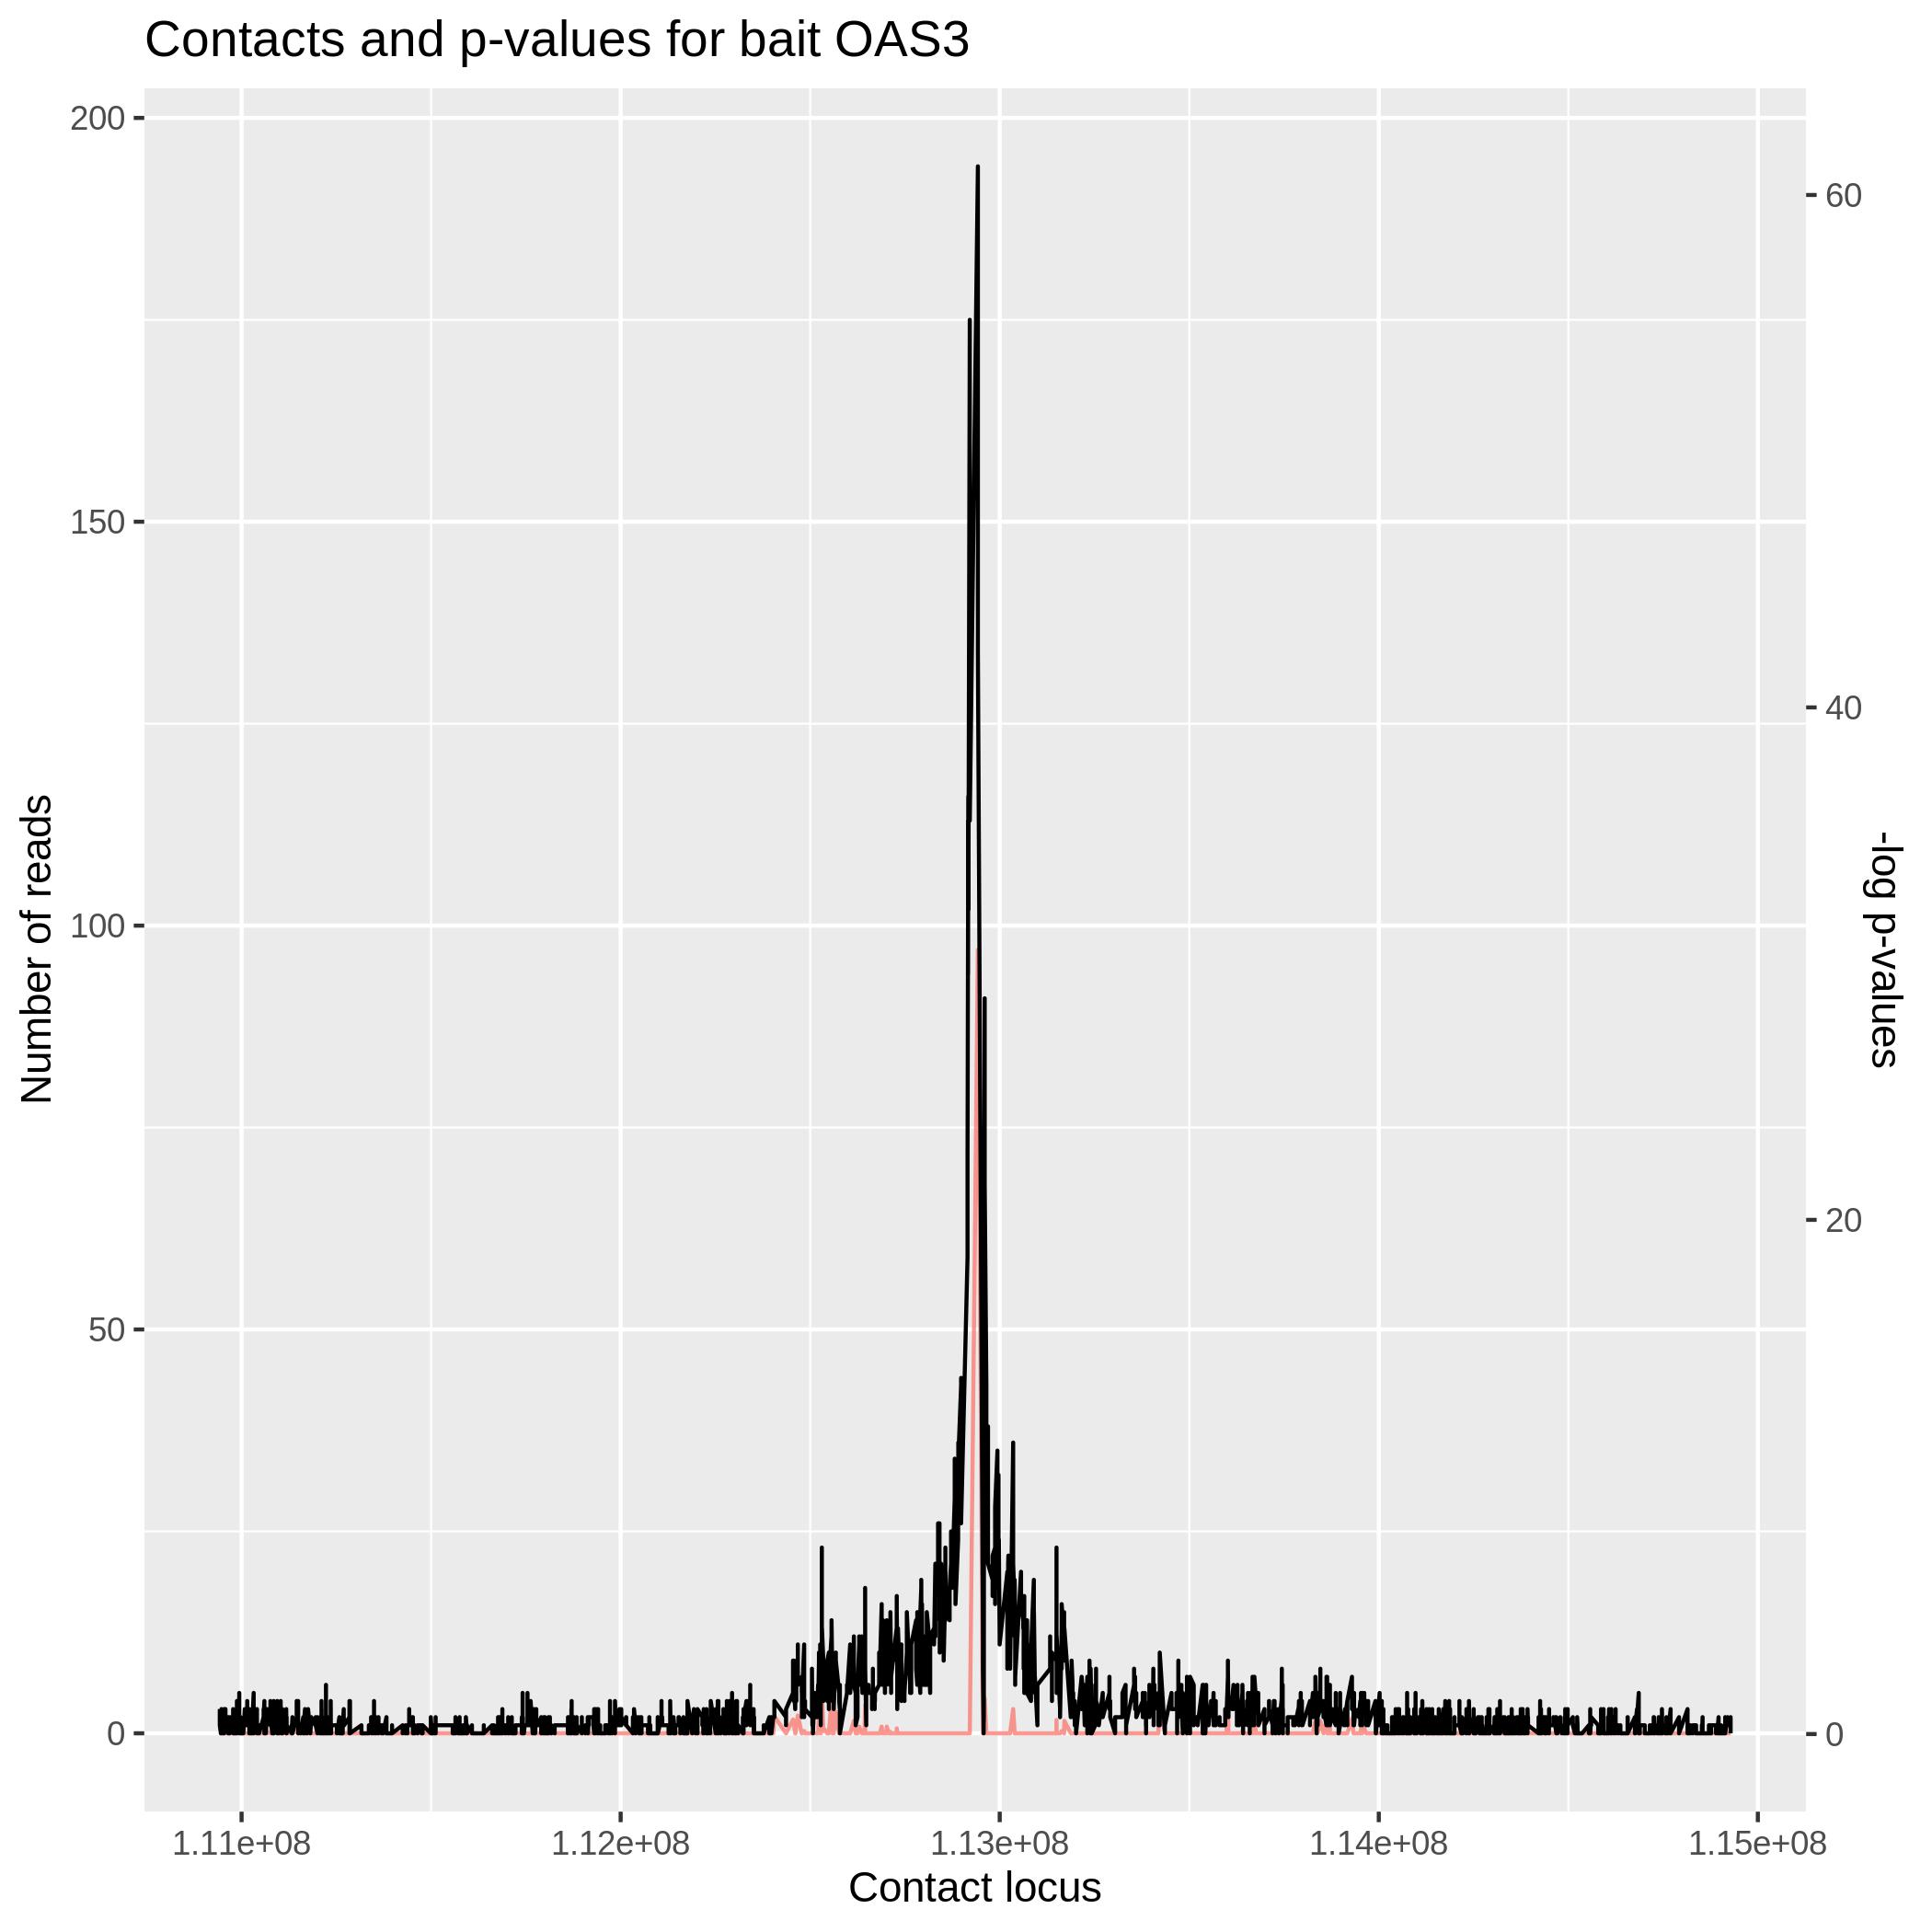 Contacts and p-values for bait OAS3
200
150
100
50
0
Number of reads
60
40
20
0
-log p-values
1.11e+08
1.12e+08
1.13e+08
1.14e+08
1.15e+08
Contact locus